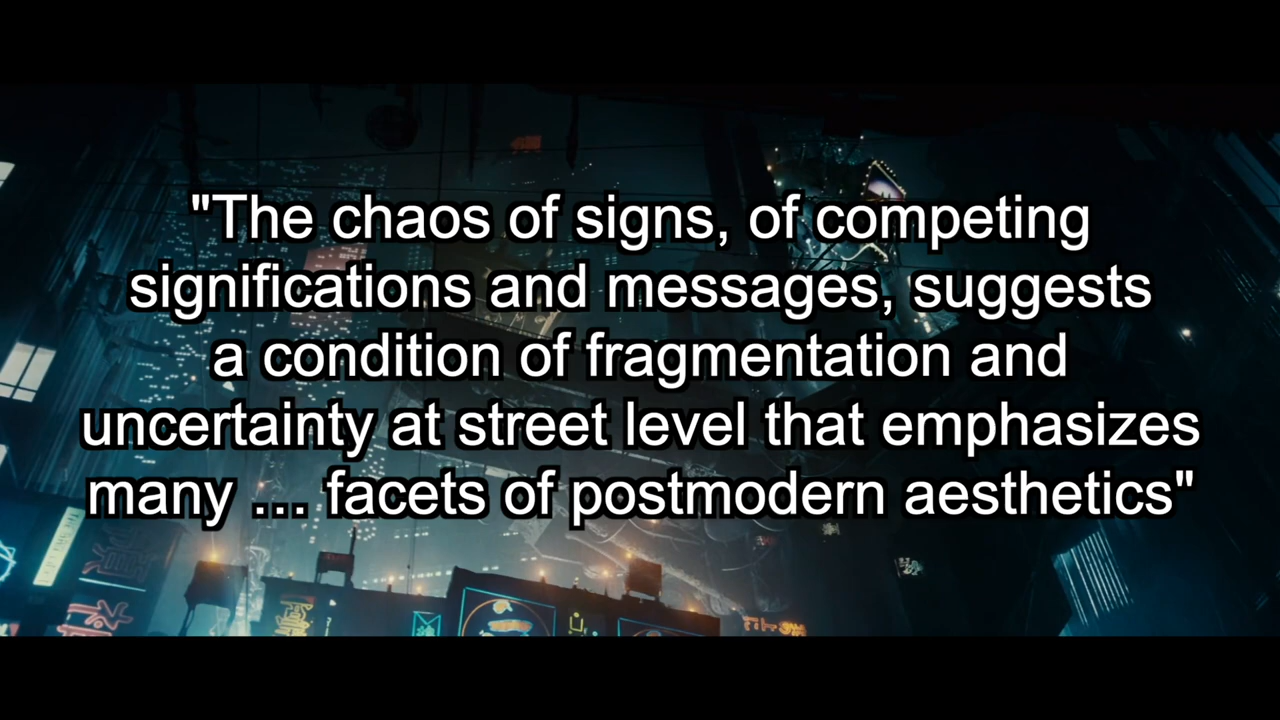 "The chaos of signs, of competing
significations and messages, suggests
a condition of fragmentation and
uncertainty at street level that emphasizes
many … facets of postmodern aesthetics"